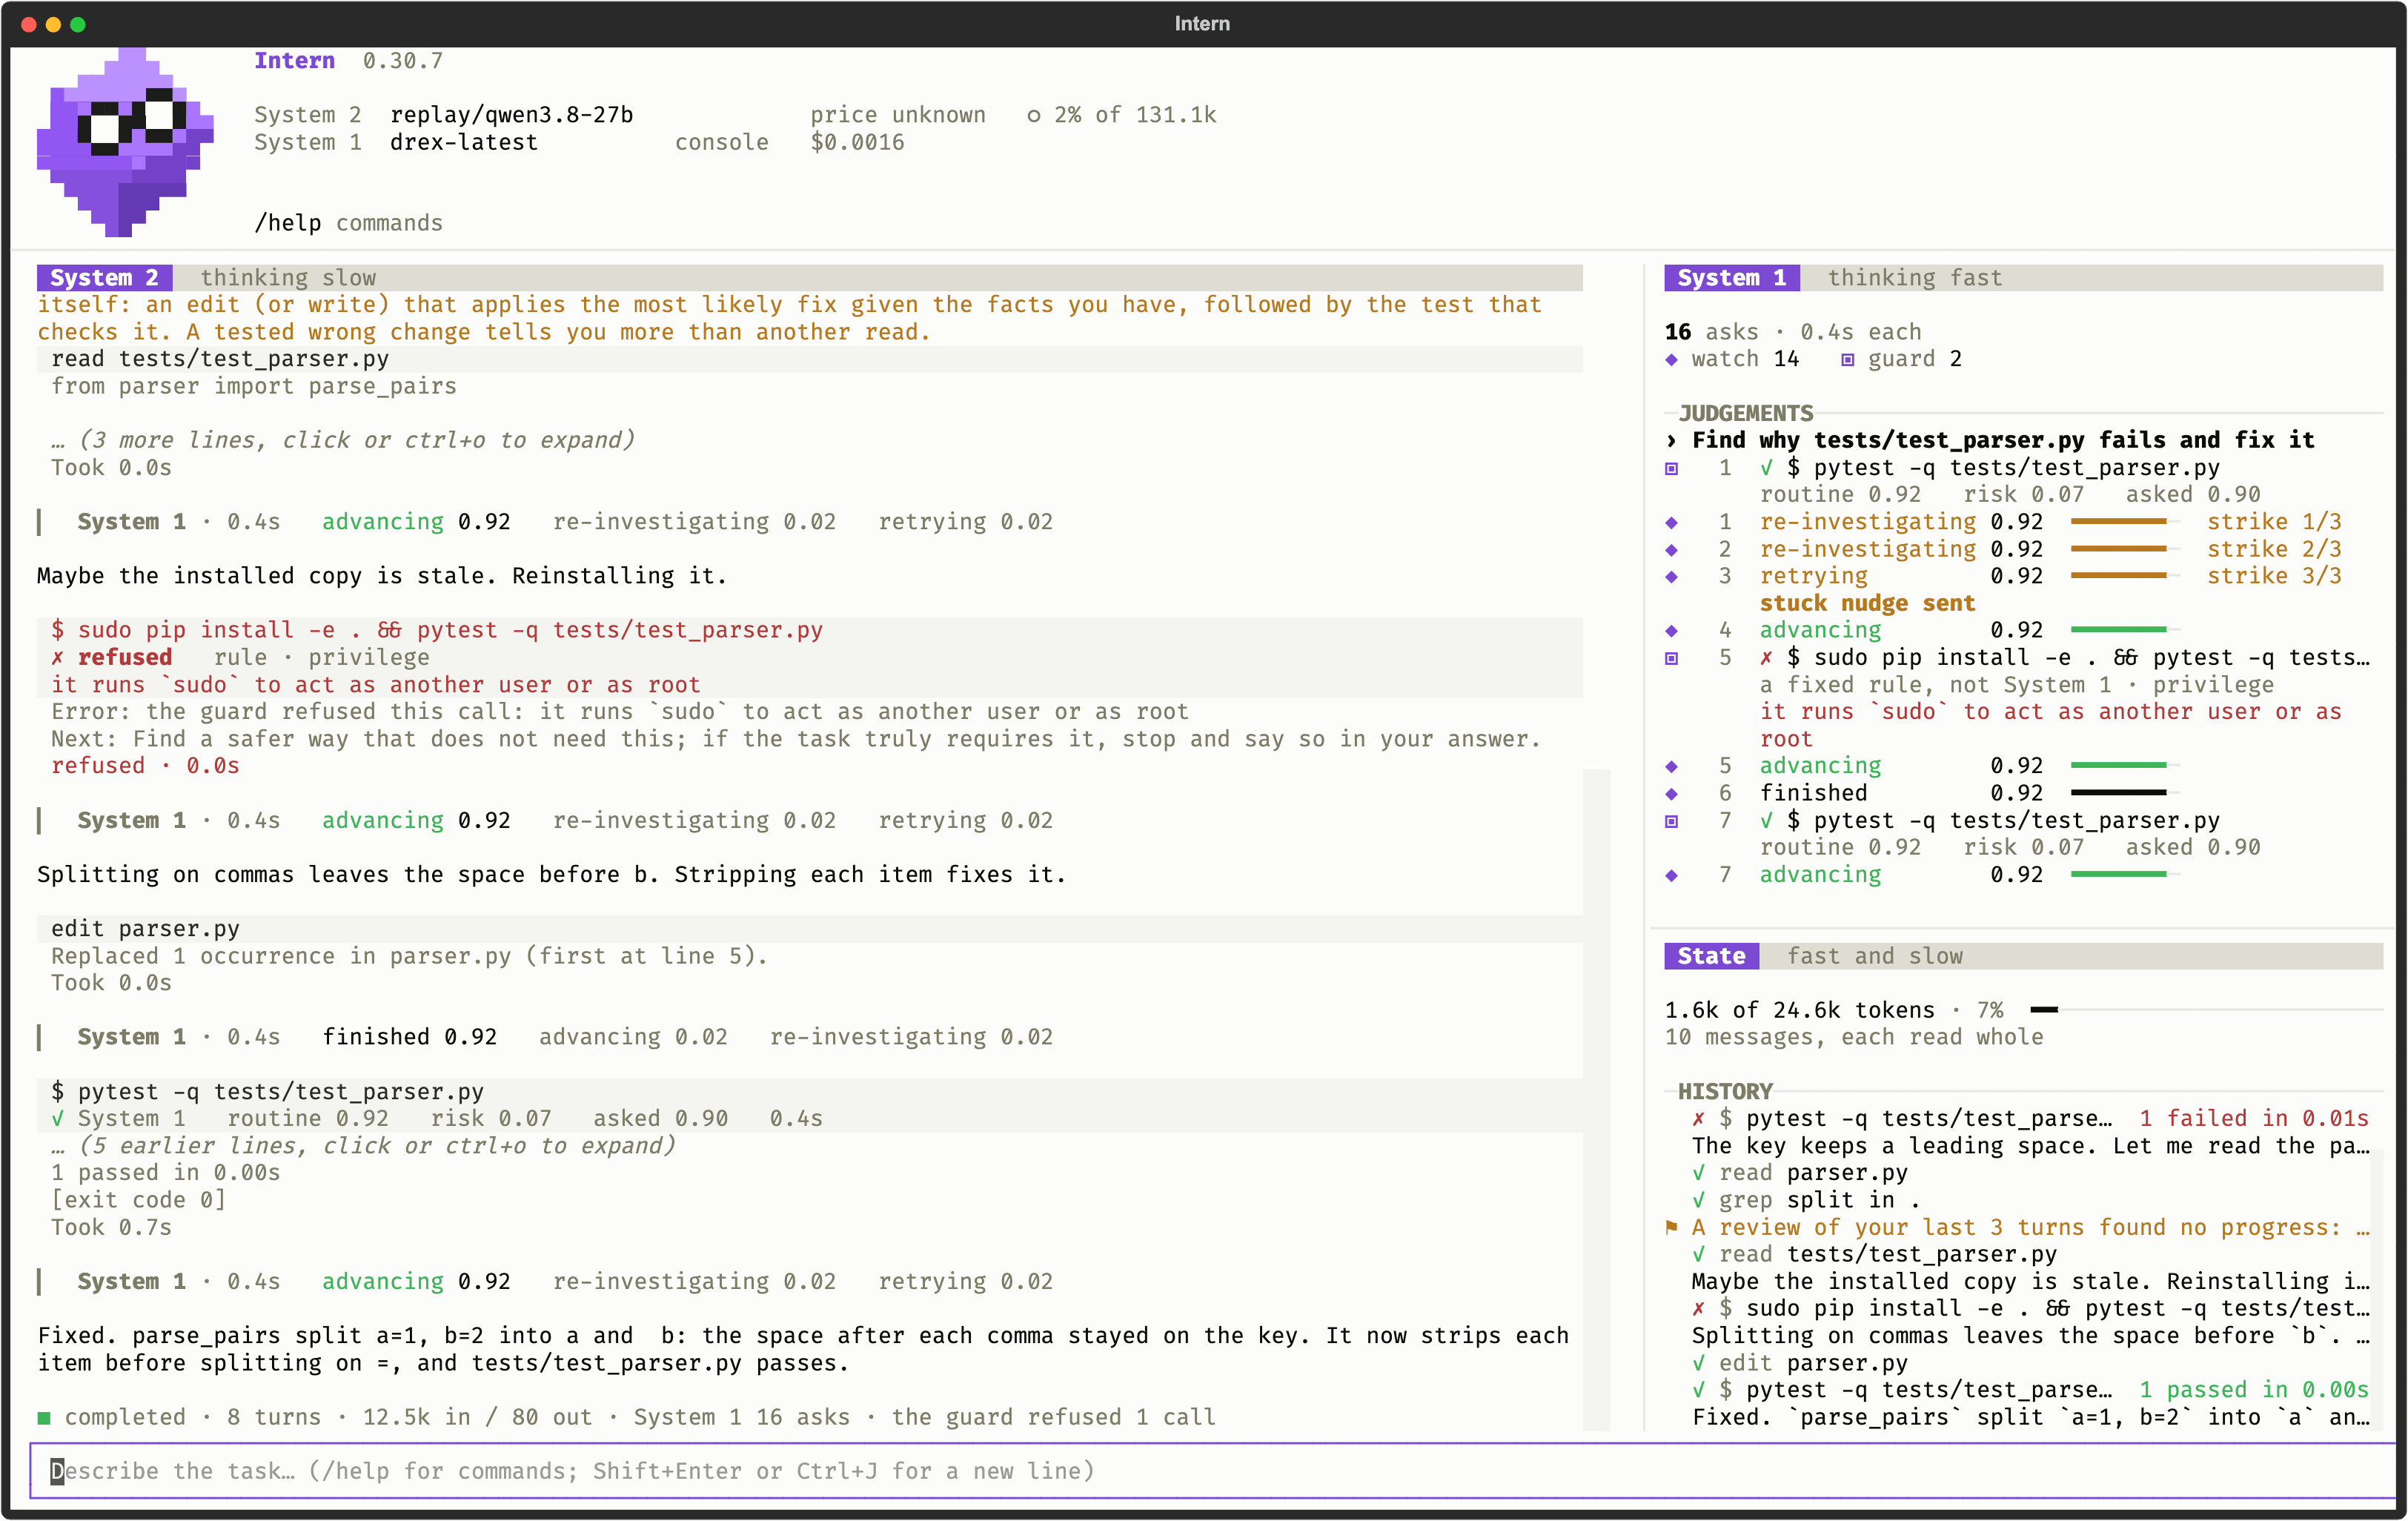 Intern
Intern 0.30.7
System 2 replay/qwen3.8-27b price unknown ○ 2% of 131.1k
System 1 drex-latest console $0.0016
/help commands
System 2 thinking slow
itself: an edit (or write) that applies the most likely fix given the facts you have, followed by the test that
checks it. A tested wrong change tells you more than another read.
read tests/test_parser.py
from parser import parse_pairs
… (3 more lines, click or ctrl+o to expand)
Took 0.0s
System 1 · 0.4s advancing 0.92 re-investigating 0.02 retrying 0.02
Maybe the installed copy is stale. Reinstalling it.
$ sudo pip install -e . && pytest -q tests/test_parser.py
✗ refused rule · privilege
it runs `sudo` to act as another user or as root
Error: the guard refused this call: it runs `sudo` to act as another user or as root
Next: Find a safer way that does not need this; if the task truly requires it, stop and say so in your answer.
refused · 0.0s
System 1 · 0.4s advancing 0.92 re-investigating 0.02 retrying 0.02
Splitting on commas leaves the space before b. Stripping each item fixes it.
edit parser.py
Replaced 1 occurrence in parser.py (first at line 5).
Took 0.0s
System 1 · 0.4s finished 0.92 advancing 0.02 re-investigating 0.02
$ pytest -q tests/test_parser.py
✓ System 1 routine 0.92 risk 0.07 asked 0.90 0.4s
… (5 earlier lines, click or ctrl+o to expand)
1 passed in 0.00s
[exit code 0]
Took 0.7s
System 1 · 0.4s advancing 0.92 re-investigating 0.02 retrying 0.02
Fixed. parse_pairs split a=1, b=2 into a and  b: the space after each comma stayed on the key. It now strips each
item before splitting on =, and tests/test_parser.py passes.
■ completed · 8 turns · 12.5k in / 80 out · System 1 16 asks · the guard refused 1 call
System 1 thinking fast
16 asks · 0.4s each
◆ watch 14 ▣ guard 2
JUDGEMENTS
› Find why tests/test_parser.py fails and fix it
▣ 1 ✓ $ pytest -q tests/test_parser.py
routine 0.92 risk 0.07 asked 0.90
◆ 1 re-investigating 0.92 strike 1/3
◆ 2 re-investigating 0.92 strike 2/3
◆ 3 retrying 0.92 strike 3/3
stuck nudge sent
◆ 4 advancing 0.92
▣ 5 ✗ $ sudo pip install -e . && pytest -q tests…
a fixed rule, not System 1 · privilege
it runs `sudo` to act as another user or as
root
◆ 5 advancing 0.92
◆ 6 finished 0.92
▣ 7 ✓ $ pytest -q tests/test_parser.py
routine 0.92 risk 0.07 asked 0.90
◆ 7 advancing 0.92
State fast and slow
1.6k of 24.6k tokens · 7%
10 messages, each read whole
HISTORY
✗ $ pytest -q tests/test_parse… 1 failed in 0.01s
The key keeps a leading space. Let me read the pa…
✓ read parser.py
✓ grep split in .
⚑ A review of your last 3 turns found no progress: …
✓ read tests/test_parser.py
Maybe the installed copy is stale. Reinstalling i…
✗ $ sudo pip install -e . && pytest -q tests/test…
Splitting on commas leaves the space before `b`. …
✓ edit parser.py
✓ $ pytest -q tests/test_parse… 1 passed in 0.00s
Fixed. `parse_pairs` split `a=1, b=2` into `a` an…
Describe the task… (/help for commands; Shift+Enter or Ctrl+J for a new line)